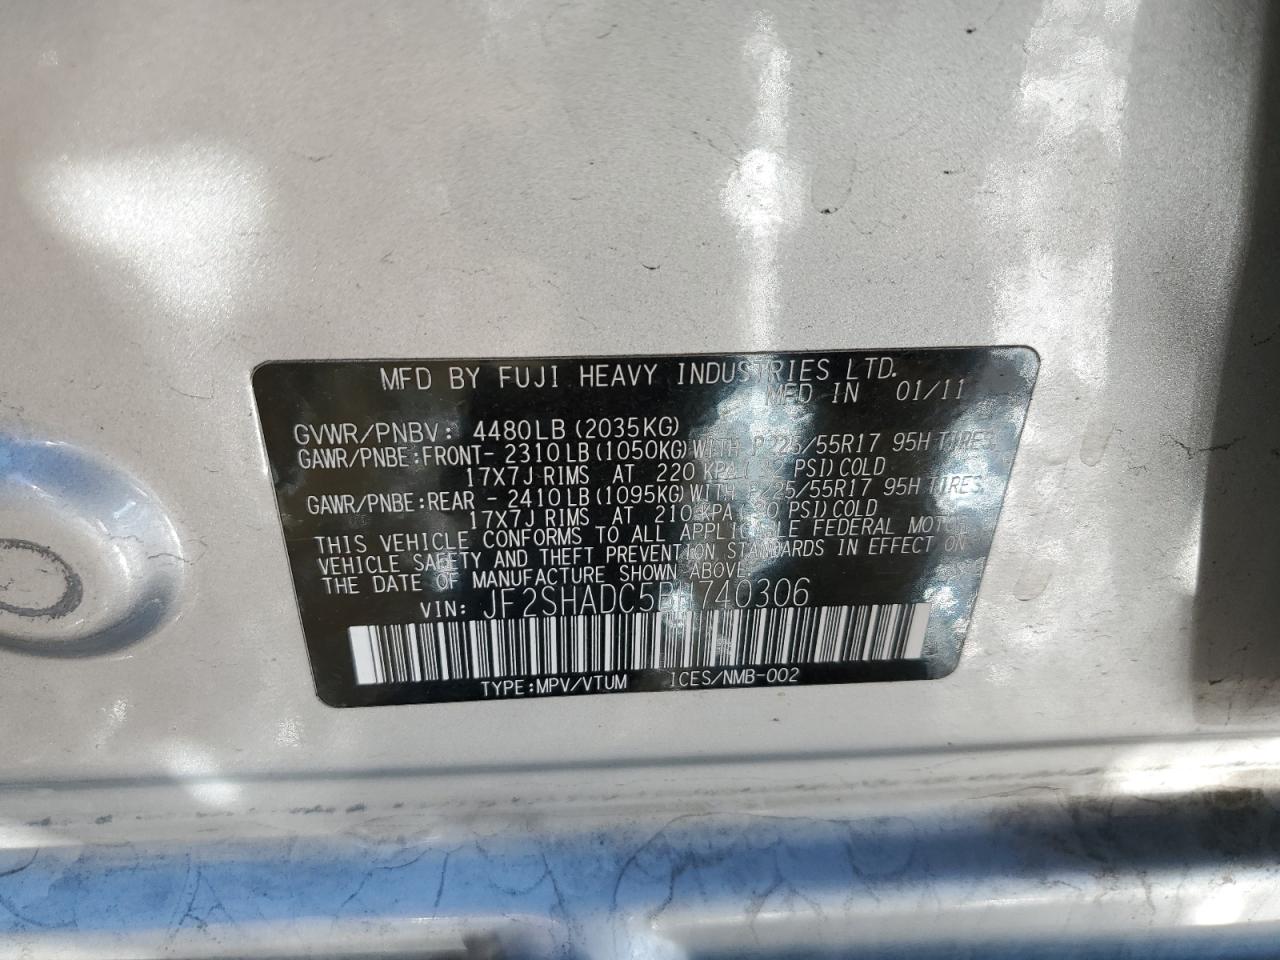 MFD BY FUJI HEAVY INDUSTRIES LTD.
MFD IN 01/11
GVWR/PNBV: 4480LB (2035KG)
GAWR/PNBE:FRONT- 2310LB(1050KG)WITH P225/55R17 95H TIRES
17X7J RIMS AT 220 KPA(32 PSI)COLD
GAWR/PNBE:REAR - 2410LB(1095KG)WITH P225/55R17 95H TIRES
17X7J RIMS AT 210 KPA(30 PSI)COLD
THIS VEHICLE CONFORMS TO ALL APPLICABLE FEDERAL MOTOR
VEHICLE SAFETY AND THEFT PREVENTION STANDARDS IN EFFECT ON
THE DATE OF MANUFACTURE SHOWN ABOVE.
VIN: JF2SHADC5BH740306
TYPE:MPV/VTUM ICES/NMB-002